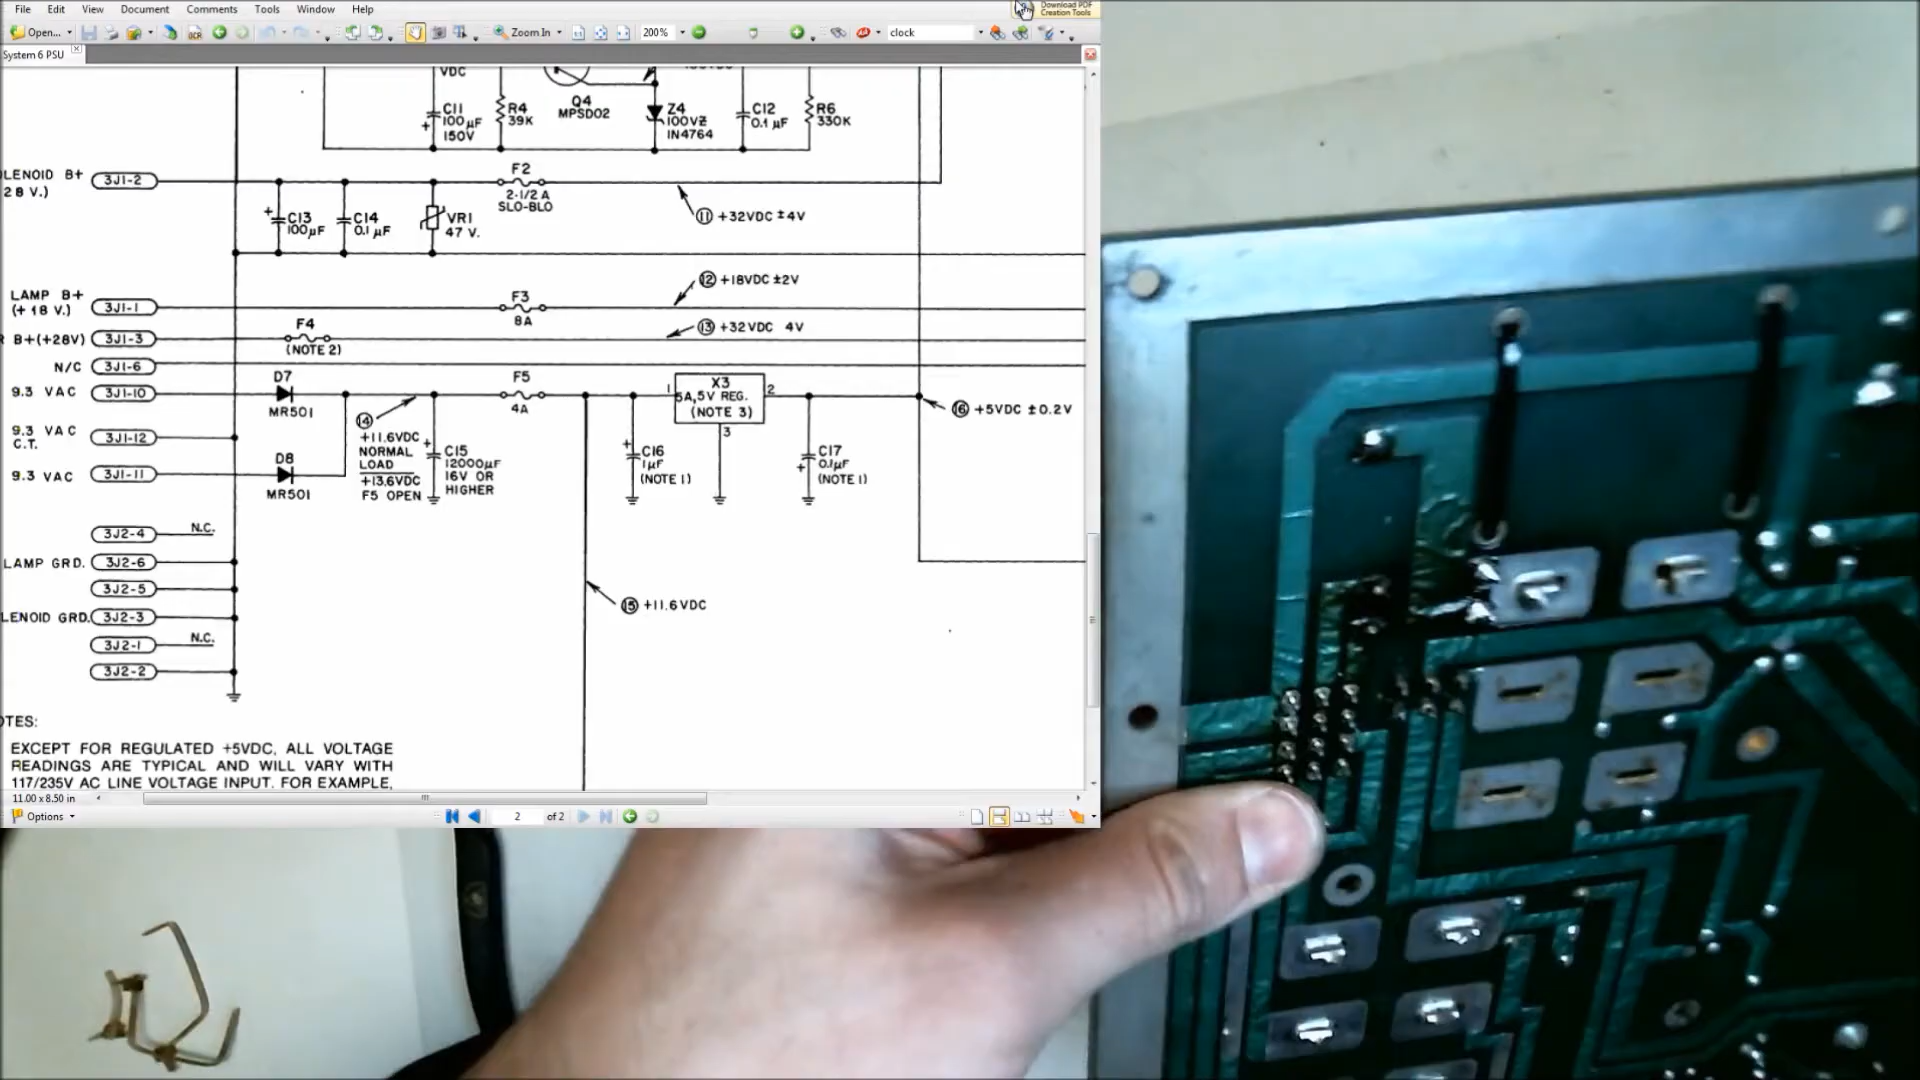 File Edit View Document Comments Tools Window Help
Download PDF
Creation Tools
Open... Zoom In 200% clock
System 6 PSU
VDC
C11
100µF
150V
R4
39K
Q4
MPSD02
Z4
100VZ
IN4764
C12
0.1 µF
R6
330K
LENOID B+
28 V.)
3J1-2
F2
2-1/2 A
SLO-BLO
C13
100µF
C14
0.1 µF
VR1
47 V.
11 +32VDC ±4V
LAMP B+
(+ 18 V.)
3J1-1
F3
8A
12 +18VDC ±2V
B+(+28V)
3J1-3
F4
(NOTE 2)
13 +32VDC 4V
N/C
3J1-6
9.3 VAC
3J1-10
D7
MR501
F5
4A
1
X3
5A,5V REG.
(NOTE 3)
2
3
16 +5VDC ±0.2V
9.3 VAC
C.T.
3J1-12
14
+11.6VDC
NORMAL
LOAD
+13.6VDC
F5 OPEN
C15
12000µF
16V OR
HIGHER
C16
1µF
(NOTE 1)
C17
0.1µF
(NOTE 1)
9.3 VAC
3J1-11
D8
MR501
3J2-4
N.C.
LAMP GRD.
3J2-6
3J2-5
15 +11.6VDC
LENOID GRD.
3J2-3
3J2-1
N.C.
3J2-2
OTES:
EXCEPT FOR REGULATED +5VDC, ALL VOLTAGE
READINGS ARE TYPICAL AND WILL VARY WITH
117/235V AC LINE VOLTAGE INPUT. FOR EXAMPLE,
11.00 x 8.50 in
Options 2 of 2